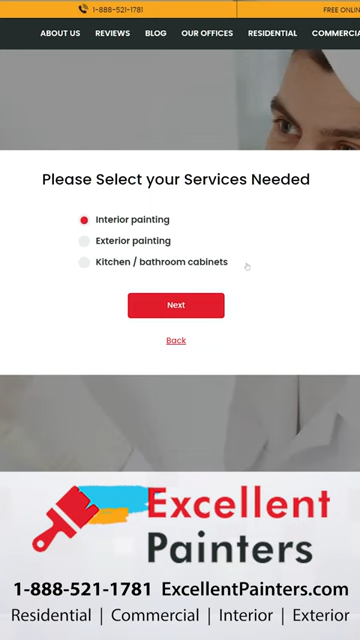 1-888-521-1781 FREE ONLIN
ABOUT US REVIEWS BLOG OUR OFFICES RESIDENTIAL COMMERCIA
Please Select your Services Needed
Interior painting
Exterior painting
Kitchen / bathroom cabinets
Next
Back
Excellent
Painters
1-888-521-1781 ExcellentPainters.com
Residential | Commercial | Interior | Exterior